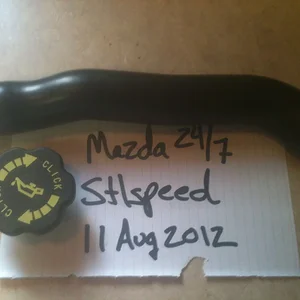 Mazda 24/7
Stlspeed
11 Aug 2012
CLICK